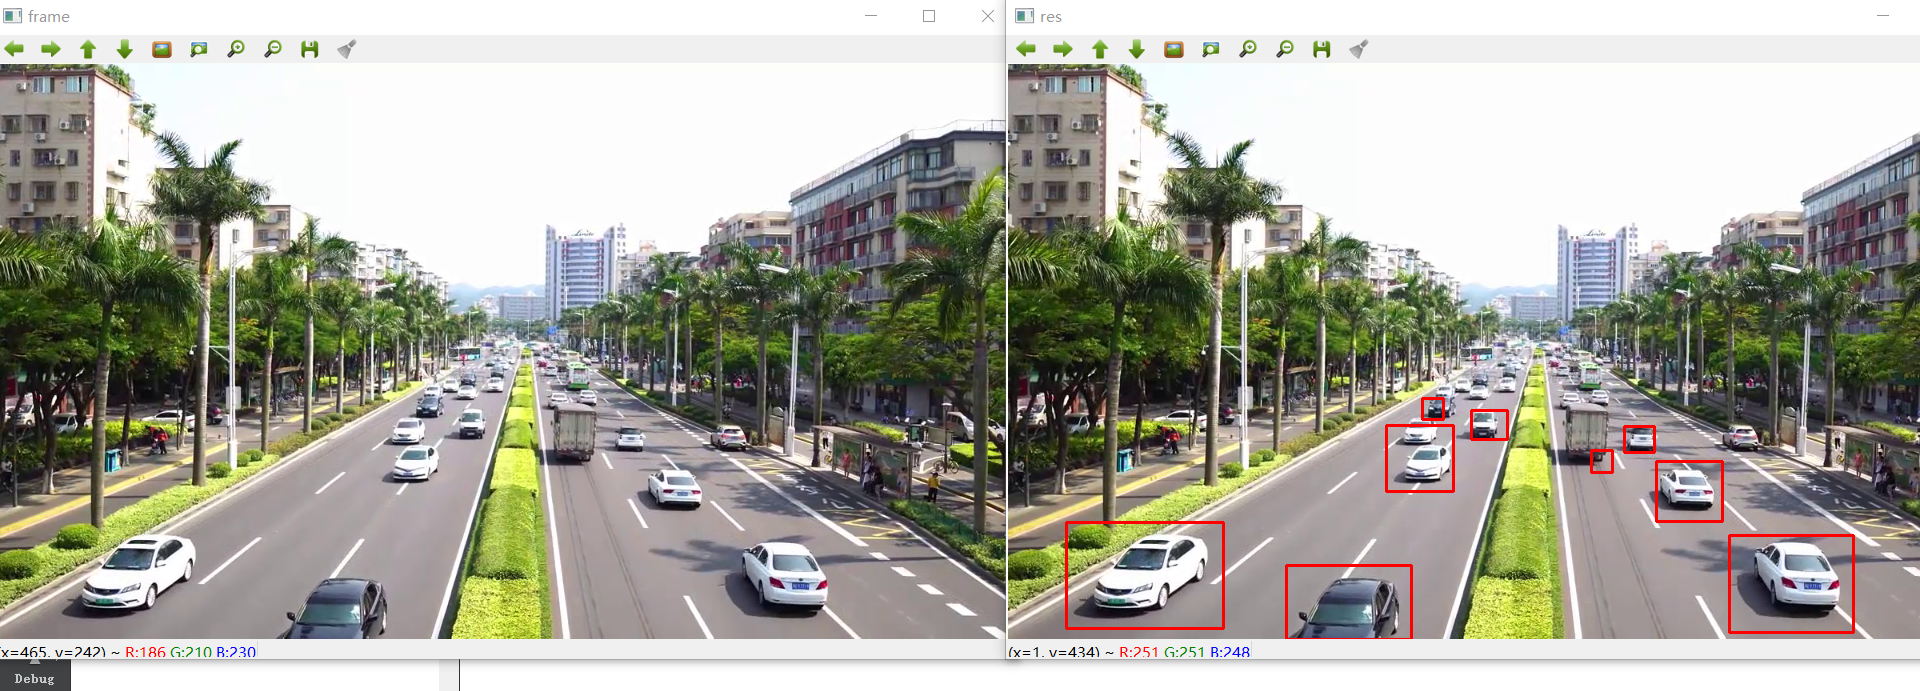 frame
res
(x=465, y=242) ~ R:186 G:210 B:230
(x=1, y=434) ~ R:251 G:251 B:248
Debug